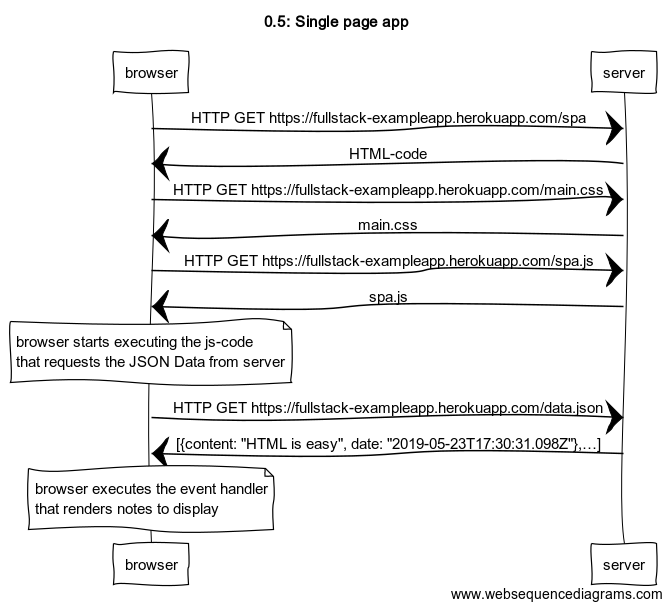 0.5: Single page app
browser
server
HTTP GET https://fullstack-exampleapp.herokuapp.com/spa
HTML-code
HTTP GET https://fullstack-exampleapp.herokuapp.com/main.css
main.css
HTTP GET https://fullstack-exampleapp.herokuapp.com/spa.js
spa.js
browser starts executing the js-code
that requests the JSON Data from server
HTTP GET https://fullstack-exampleapp.herokuapp.com/data.json
[{content: "HTML is easy", date: "2019-05-23T17:30:31.098Z"},...]
browser executes the event handler
that renders notes to display
browser
server
www.websequencediagrams.com